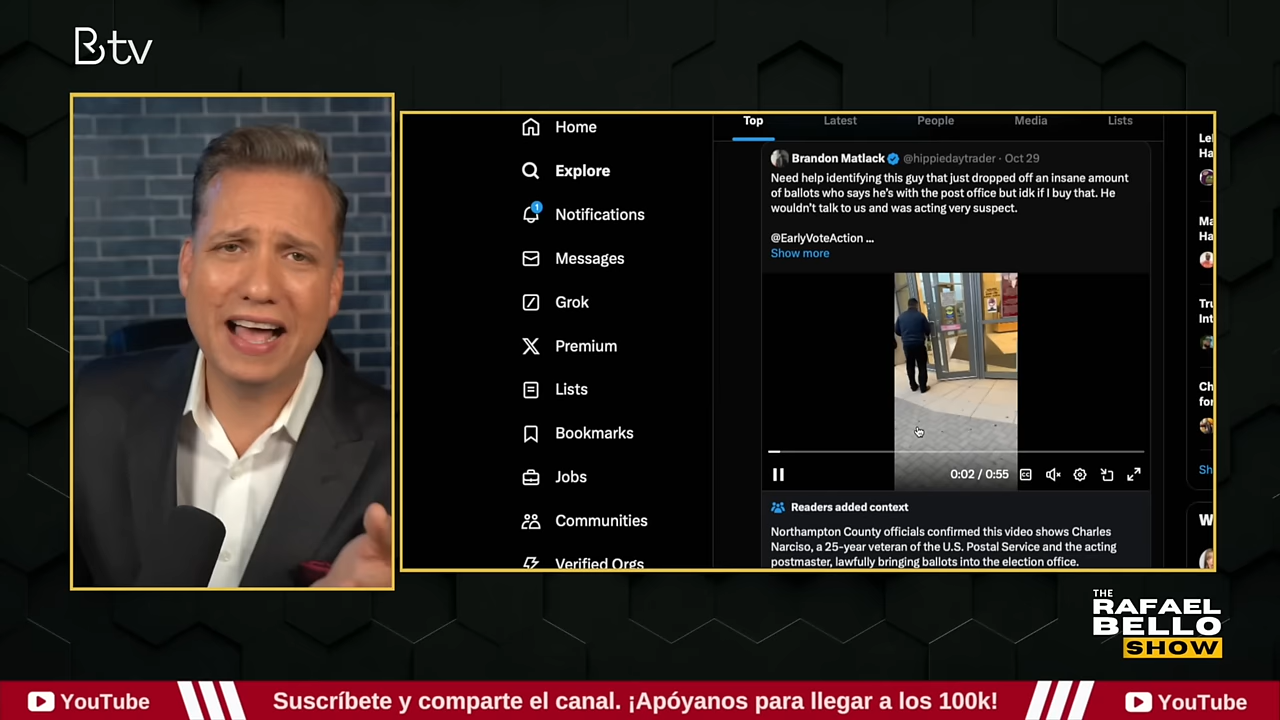 Btv
Home
Explore
Notifications
1
Messages
Grok
Premium
Lists
Bookmarks
Jobs
Communities
Verified Orgs
Top Latest People Media Lists
Brandon Matlack @hippiedaytrader · Oct 29
Need help identifying this guy that just dropped off an insane amount
of ballots who says he's with the post office but idk if I buy that. He
wouldn't talk to us and was acting very suspect.
@EarlyVoteAction ...
Show more
0:02 / 0:55
Readers added context
Northampton County officials confirmed this video shows Charles
Narciso, a 25-year veteran of the U.S. Postal Service and the acting
postmaster, lawfully bringing ballots into the election office.
THE
RAFAEL
BELLO
SHOW
YouTube Suscríbete y comparte el canal. ¡Apóyanos para llegar a los 100k! YouTube